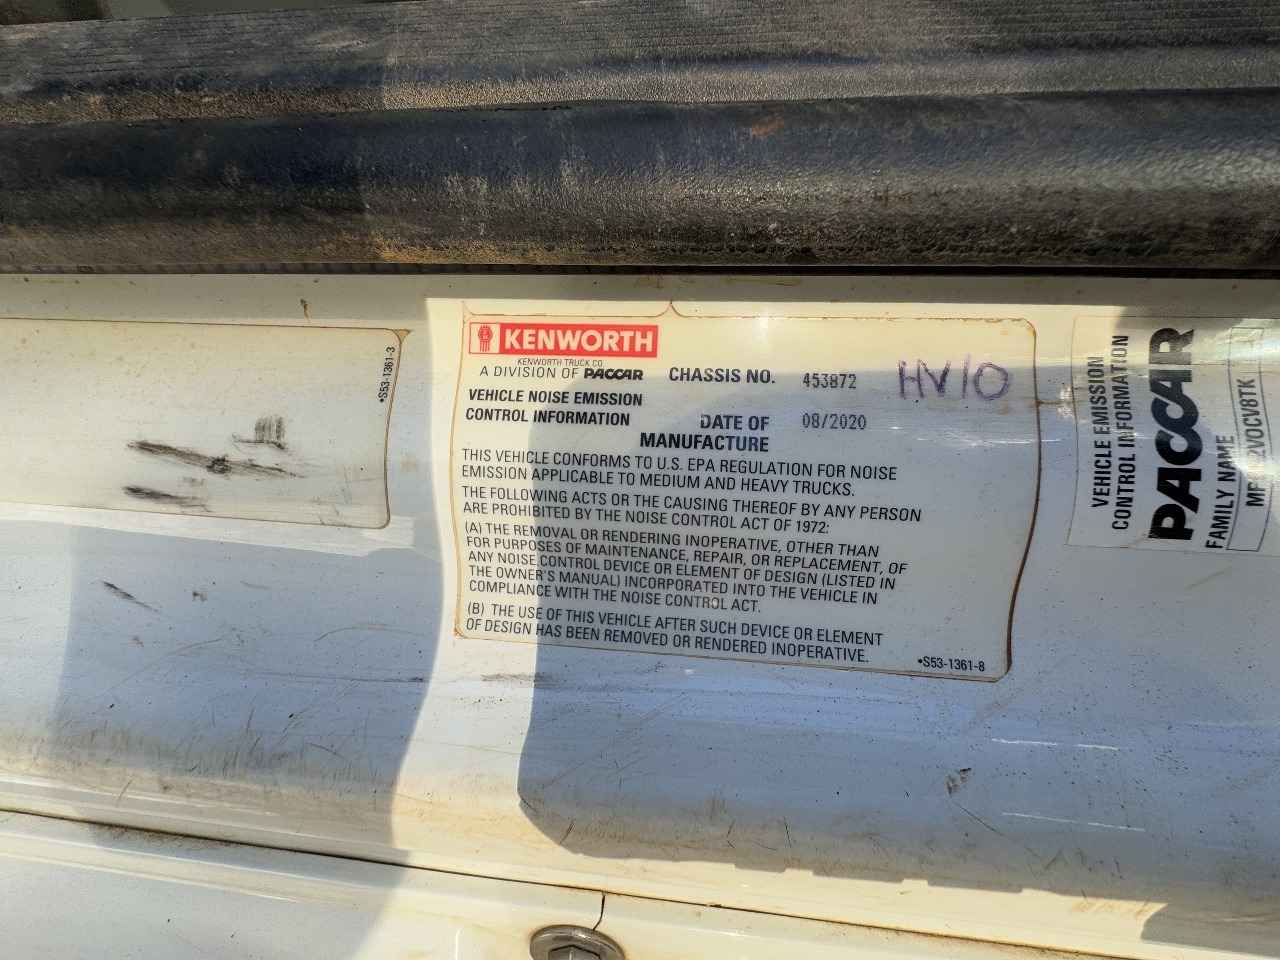 •S53-1361-3
KENWORTH
KENWORTH TRUCK CO.
A DIVISION OF PACCAR
CHASSIS NO. 453872 HV10
VEHICLE NOISE EMISSION
CONTROL INFORMATION
DATE OF 08/2020
MANUFACTURE
THIS VEHICLE CONFORMS TO U.S. EPA REGULATION FOR NOISE
EMISSION APPLICABLE TO MEDIUM AND HEAVY TRUCKS.
THE FOLLOWING ACTS OR THE CAUSING THEREOF BY ANY PERSON
ARE PROHIBITED BY THE NOISE CONTROL ACT OF 1972:
(A) THE REMOVAL OR RENDERING INOPERATIVE, OTHER THAN
FOR PURPOSES OF MAINTENANCE, REPAIR, OR REPLACEMENT, OF
ANY NOISE CONTROL DEVICE OR ELEMENT OF DESIGN (LISTED IN
THE OWNER'S MANUAL) INCORPORATED INTO THE VEHICLE IN
COMPLIANCE WITH THE NOISE CONTROL ACT.
(B) THE USE OF THIS VEHICLE AFTER SUCH DEVICE OR ELEMENT
OF DESIGN HAS BEEN REMOVED OR RENDERED INOPERATIVE.
•S53-1361-8
VEHICLE EMISSION
CONTROL INFORMATION
PACCAR
FAMILY NAME